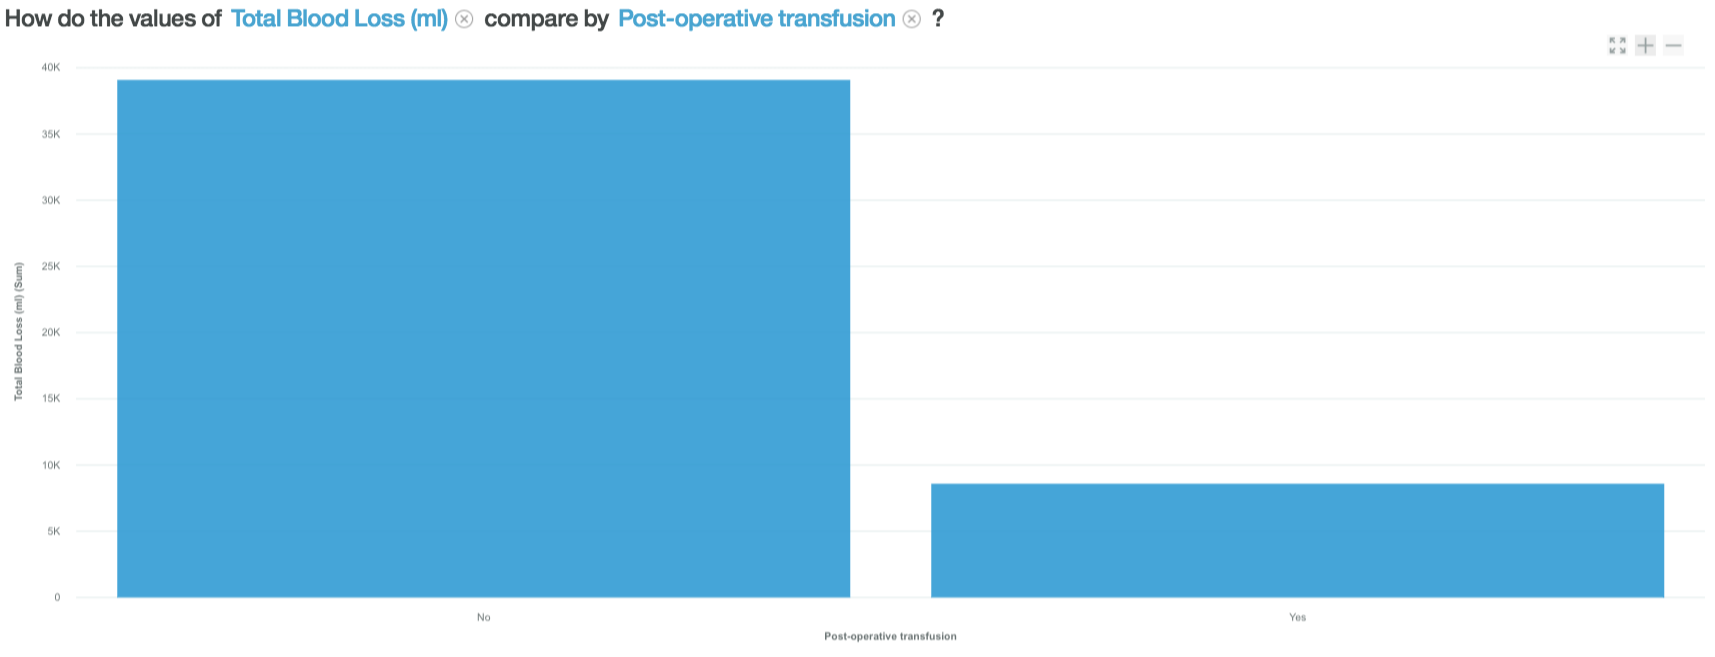 How do the values of Total Blood Loss (ml) compare by Post-operative transfusion ?
40K
35K
30K
25K
20K
15K
10K
5K
0
Total Blood Loss (ml) (Sum)
No
Yes
Post-operative transfusion